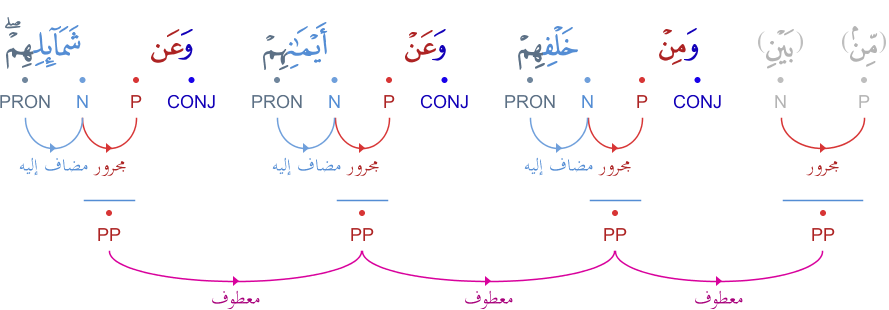 (مِّنۢ) (بَيْنِ) وَمِنْ خَلْفِهِمْ وَعَنْ أَيْمَٰنِهِمْ وَعَن شَمَآئِلِهِمْ ۖ
P N CONJ P N PRON CONJ P N PRON CONJ P N PRON
مجرور مجرور مضاف إليه مجرور مضاف إليه مجرور مضاف إليه
PP PP PP PP
معطوف معطوف معطوف